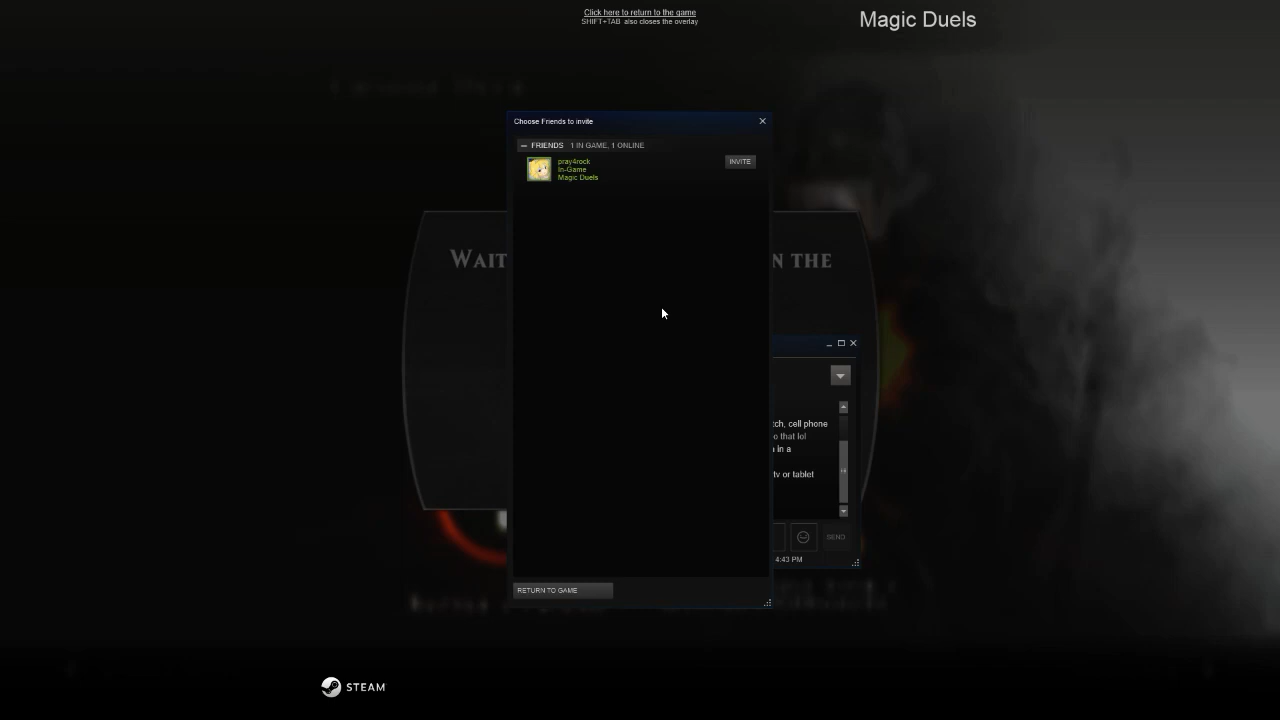 Click here to return to the game
SHIFT+TAB also closes the overlay
Magic Duels
Choose Friends to invite
FRIENDS 1 IN GAME, 1 ONLINE
pray4rock
In-Game
Magic Duels
INVITE
WAIT
N THE
tch, cell phone
o that lol
in a
tv or tablet
SEND
4:43 PM
RETURN TO GAME
STEAM